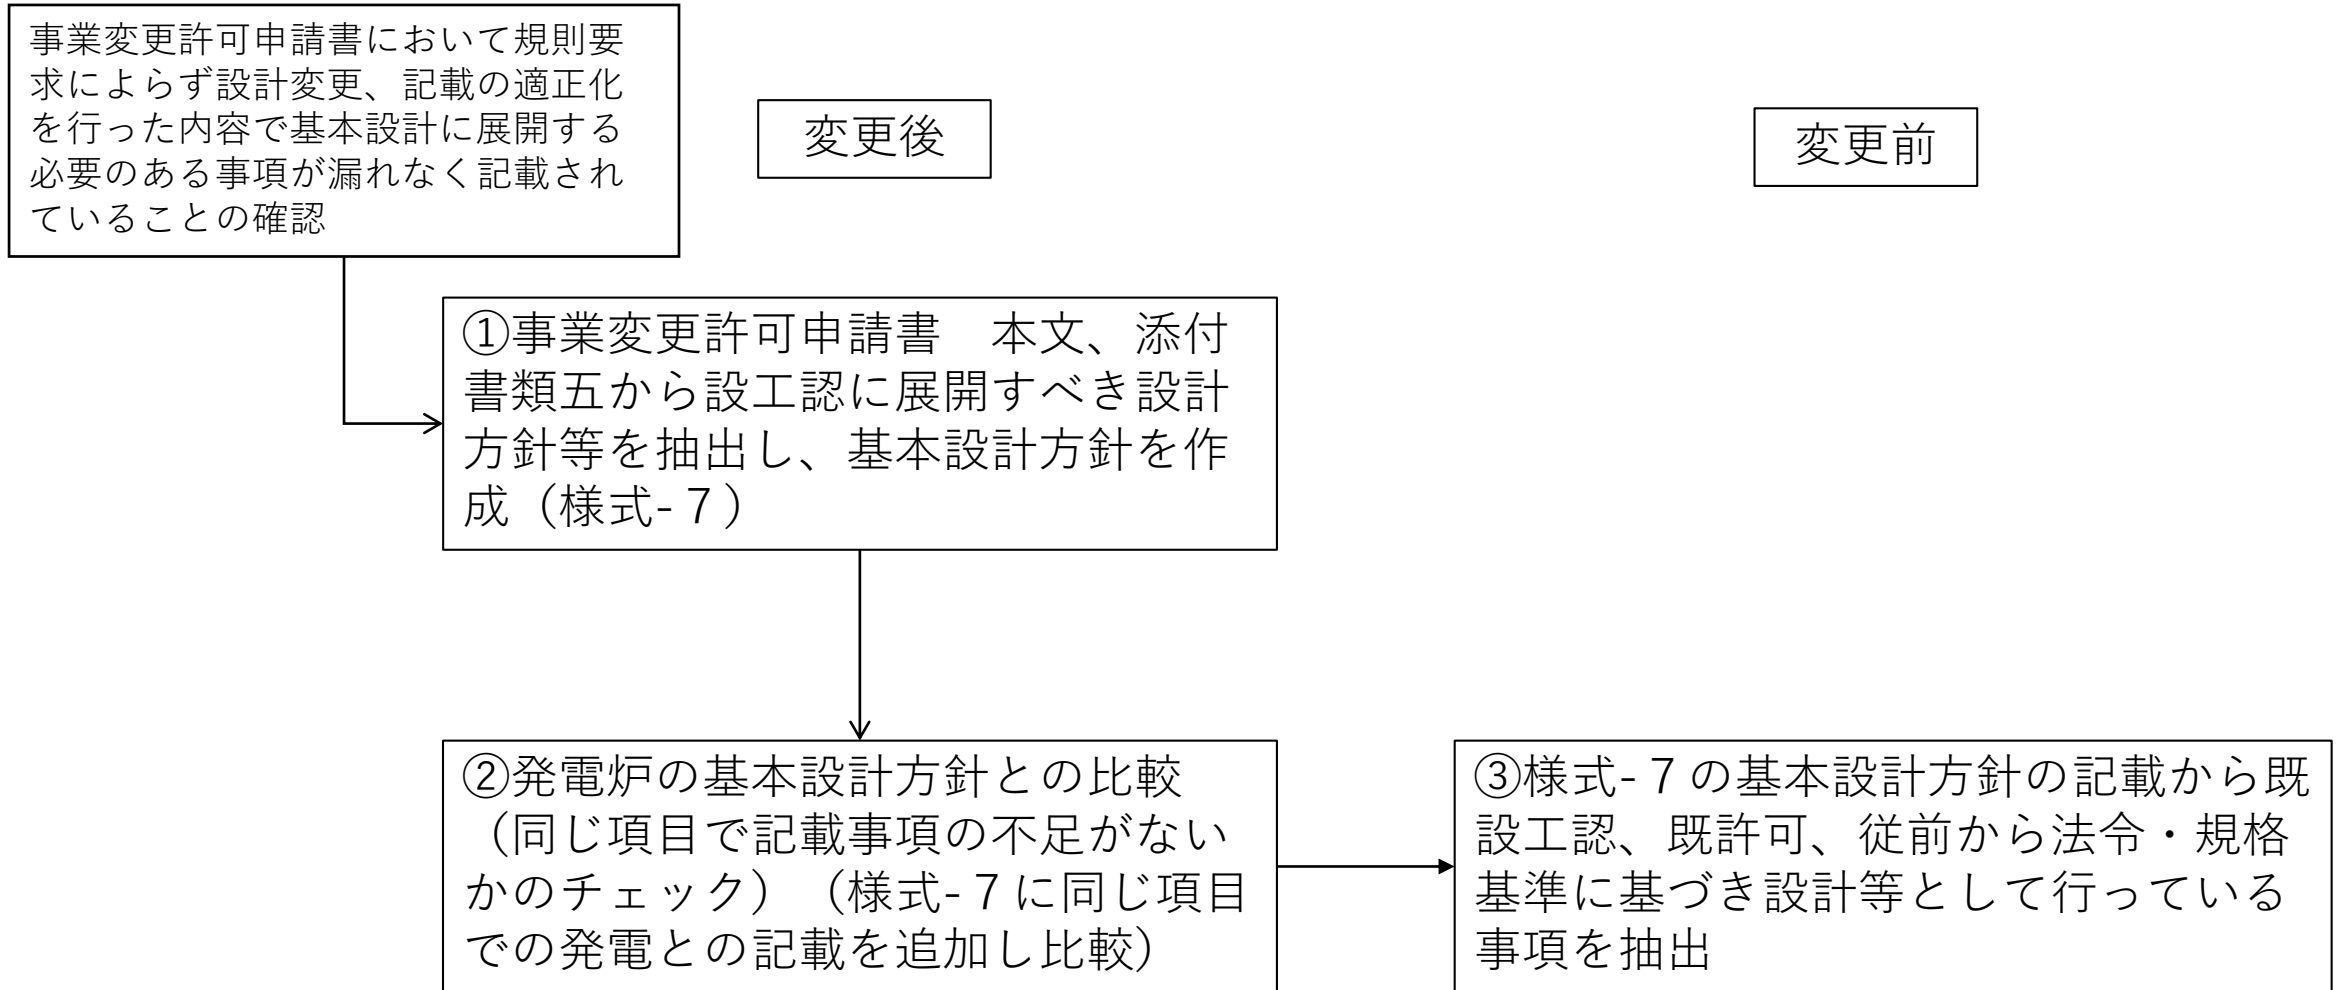 事業変更許可申請書において規則要
求によらず設計変更、記載の適正化
を行った内容で基本設計に展開する
必要のある事項が漏れなく記載され
ていることの確認
変更後
変更前
①事業変更許可申請書　本文、添付
書類五から設工認に展開すべき設計
方針等を抽出し、基本設計方針を作
成（様式-７）
②発電炉の基本設計方針との比較
（同じ項目で記載事項の不足がない
かのチェック）（様式-７に同じ項目
での発電との記載を追加し比較）
③様式-７の基本設計方針の記載から既
設工認、既許可、従前から法令・規格
基準に基づき設計等として行っている
事項を抽出